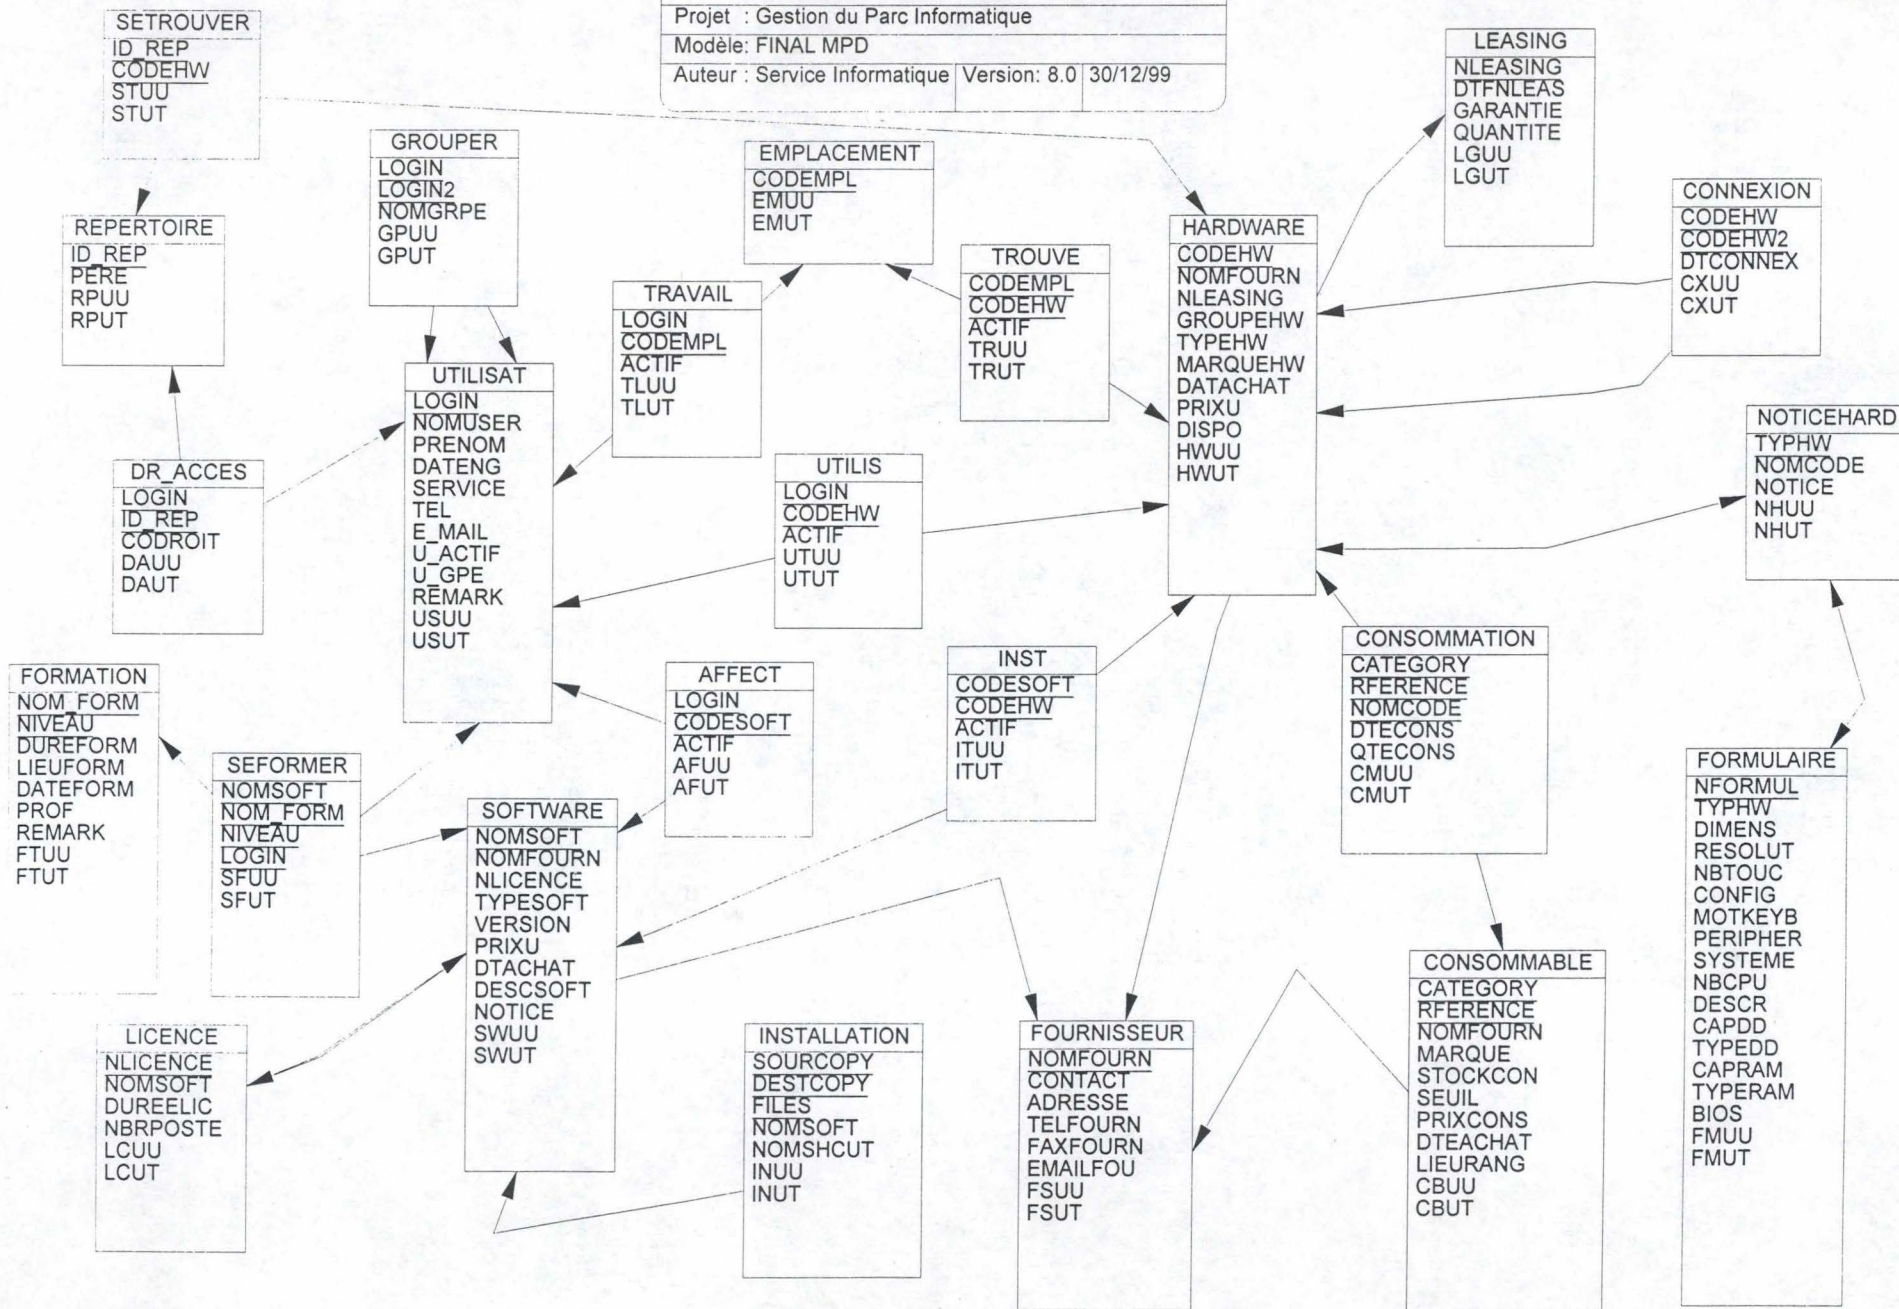 Projet : Gestion du Parc Informatique
Modèle: FINAL MPD
Auteur : Service Informatique Version: 8.0 30/12/99
SETROUVER
ID_REP
CODEHW
STUU
STUT
REPERTOIRE
ID_REP
PERE
RPUU
RPUT
DR_ACCES
LOGIN
ID_REP
CODROIT
DAUU
DAUT
GROUPER
LOGIN
LOGIN2
NOMGRPE
GPUU
GPUT
UTILISAT
LOGIN
NOMUSER
PRENOM
DATENG
SERVICE
TEL
E_MAIL
U_ACTIF
U_GPE
REMARK
USUU
USUT
TRAVAIL
LOGIN
CODEMPL
ACTIF
TLUU
TLUT
EMPLACEMENT
CODEMPL
EMUU
EMUT
TROUVE
CODEMPL
CODEHW
ACTIF
TRUU
TRUT
UTILIS
LOGIN
CODEHW
ACTIF
UTUU
UTUT
HARDWARE
CODEHW
NOMFOURN
NLEASING
GROUPEHW
TYPEHW
MARQUEHW
DATACHAT
PRIXU
DISPO
HWUU
HWUT
LEASING
NLEASING
DTFNLEAS
GARANTIE
QUANTITE
LGUU
LGUT
CONNEXION
CODEHW
CODEHW2
DTCONNEX
CXUU
CXUT
NOTICEHARD
TYPHW
NOMCODE
NOTICE
NHUU
NHUT
FORMATION
NOM_FORM
NIVEAU
DUREFORM
LIEUFORM
DATEFORM
PROF
REMARK
FTUU
FTUT
SEFORMER
NOMSOFT
NOM_FORM
NIVEAU
LOGIN
SFUU
SFUT
AFFECT
LOGIN
CODESOFT
ACTIF
AFUU
AFUT
INST
CODESOFT
CODEHW
ACTIF
ITUU
ITUT
CONSOMMATION
CATEGORY
RFERENCE
NOMCODE
DTECONS
QTECONS
CMUU
CMUT
FORMULAIRE
NFORMUL
TYPHW
DIMENS
RESOLUT
NBTOUC
CONFIG
MOTKEYB
PERIPHER
SYSTEME
NBCPU
DESCR
CAPDD
TYPEDD
CAPRAM
TYPERAM
BIOS
FMUU
FMUT
SOFTWARE
NOMSOFT
NOMFOURN
NLICENCE
TYPESOFT
VERSION
PRIXU
DTACHAT
DESCSOFT
NOTICE
SWUU
SWUT
LICENCE
NLICENCE
NOMSOFT
DUREELIC
NBRPOSTE
LCUU
LCUT
INSTALLATION
SOURCOPY
DESTCOPY
FILES
NOMSOFT
NOMSHCUT
INUU
INUT
FOURNISSEUR
NOMFOURN
CONTACT
ADRESSE
TELFOURN
FAXFOURN
EMAILFOU
FSUU
FSUT
CONSOMMABLE
CATEGORY
RFERENCE
NOMFOURN
MARQUE
STOCKCON
SEUIL
PRIXCONS
DTEACHAT
LIEURANG
CBUU
CBUT